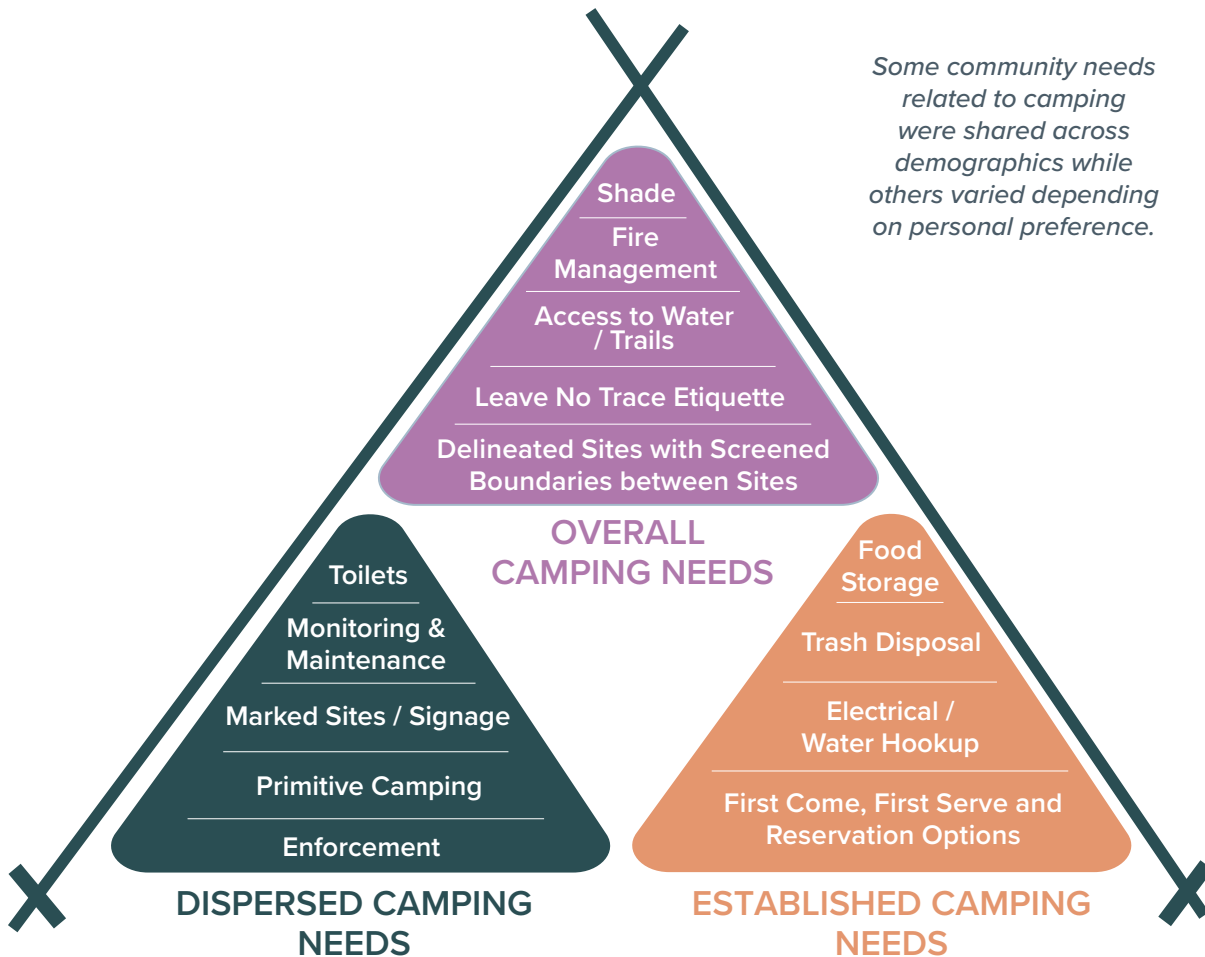 Some community needs
related to camping
were shared across
demographics while
others varied depending
on personal preference.
Shade
Fire
Management
Access to Water
/ Trails
Leave No Trace Etiquette
Delineated Sites with Screened
Boundaries between Sites
OVERALL
CAMPING NEEDS
Toilets
Monitoring &
Maintenance
Marked Sites / Signage
Primitive Camping
Enforcement
DISPERSED CAMPING
NEEDS
Food
Storage
Trash Disposal
Electrical /
Water Hookup
First Come, First Serve and
Reservation Options
ESTABLISHED CAMPING
NEEDS